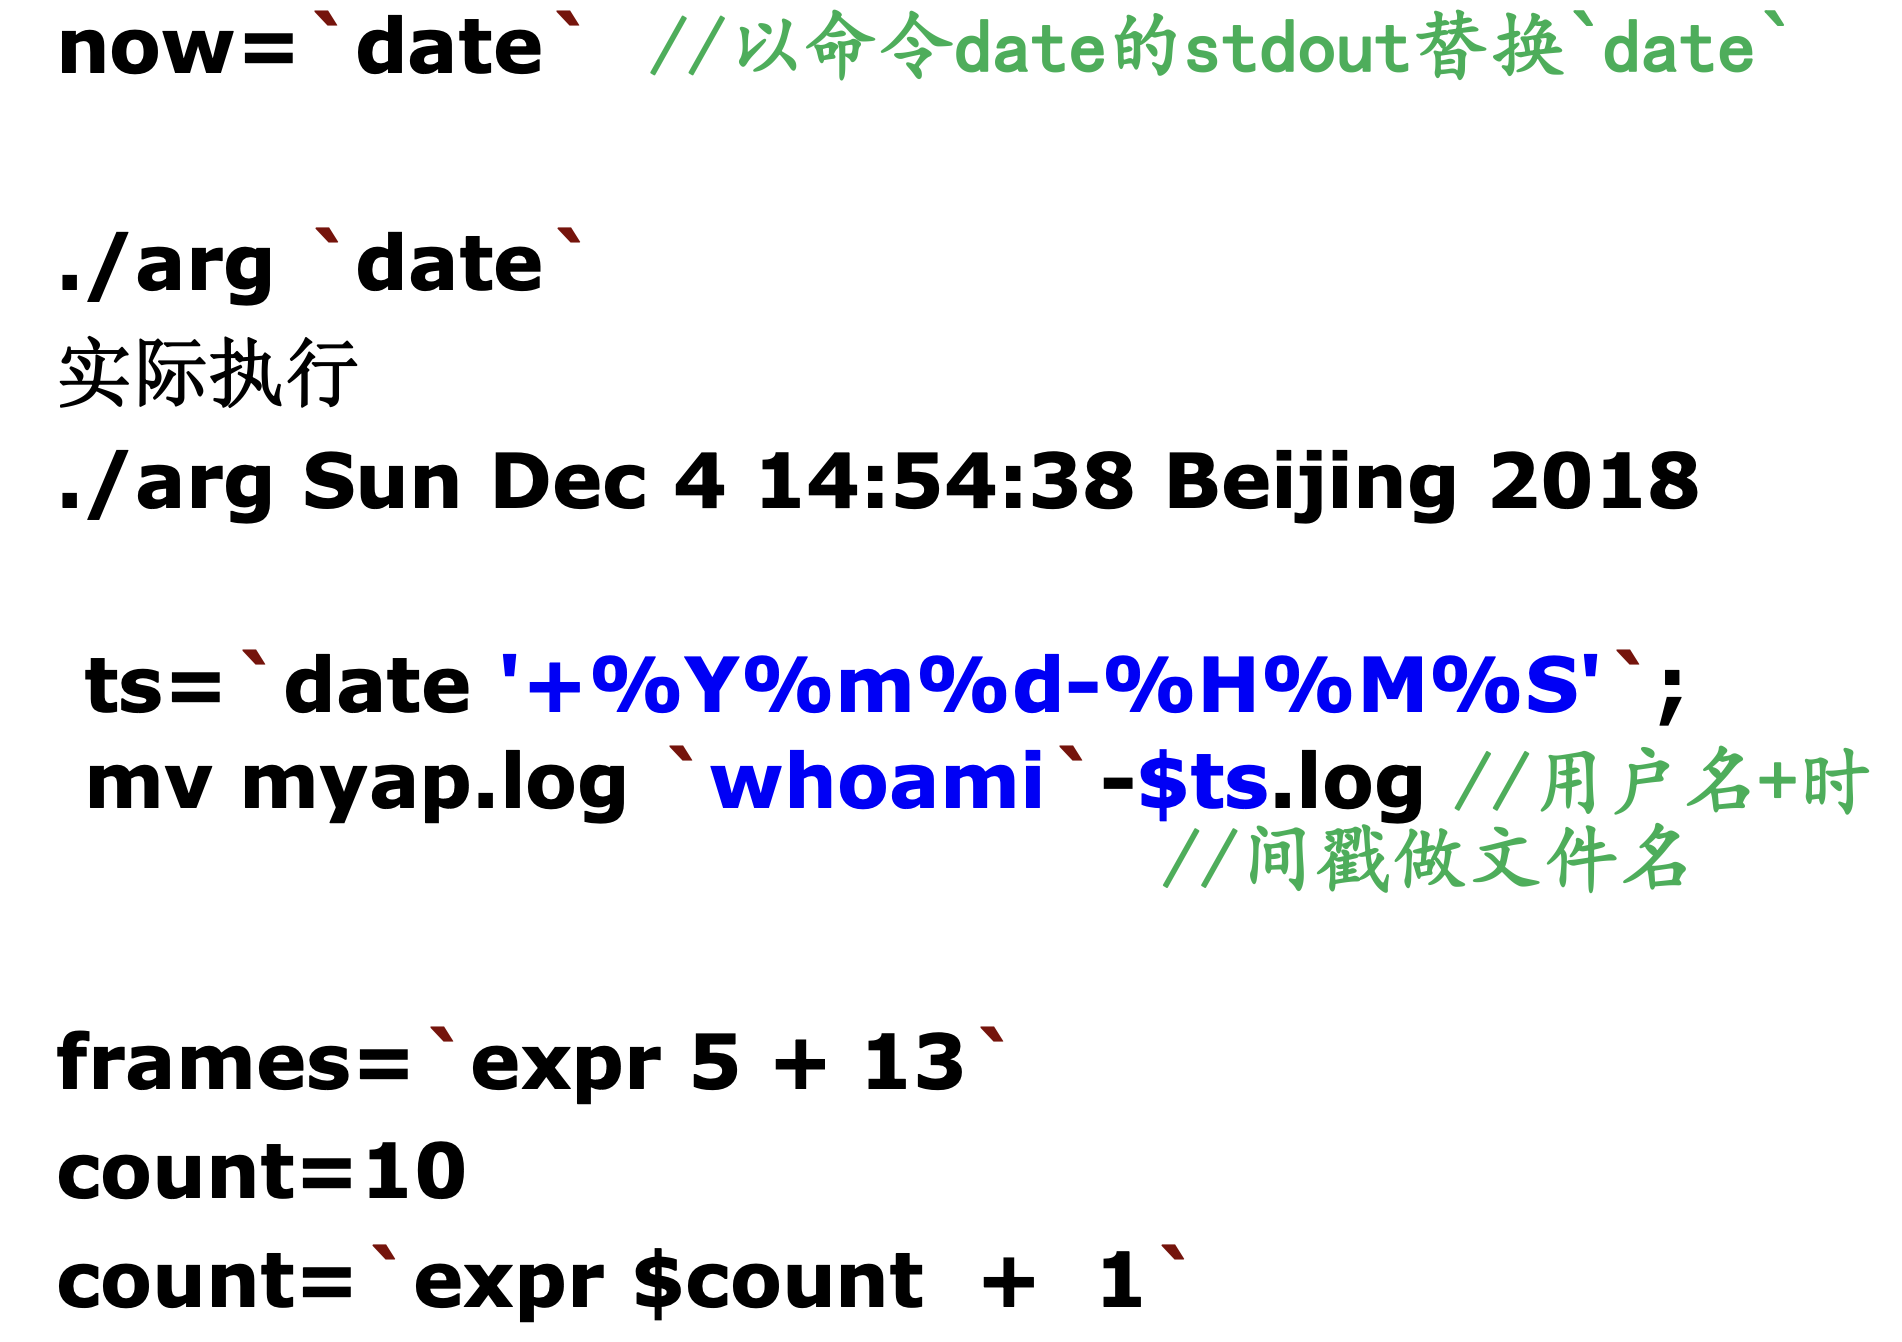 now=`date` //以命令date的stdout替换`date`
./arg `date`
实际执行
./arg Sun Dec 4 14:54:38 Beijing 2018
ts=`date '+%Y%m%d-%H%M%S'`;
mv myap.log `whoami`-$ts.log //用户名+时
//间戳做文件名
frames=`expr 5 + 13`
count=10
count=`expr $count + 1`